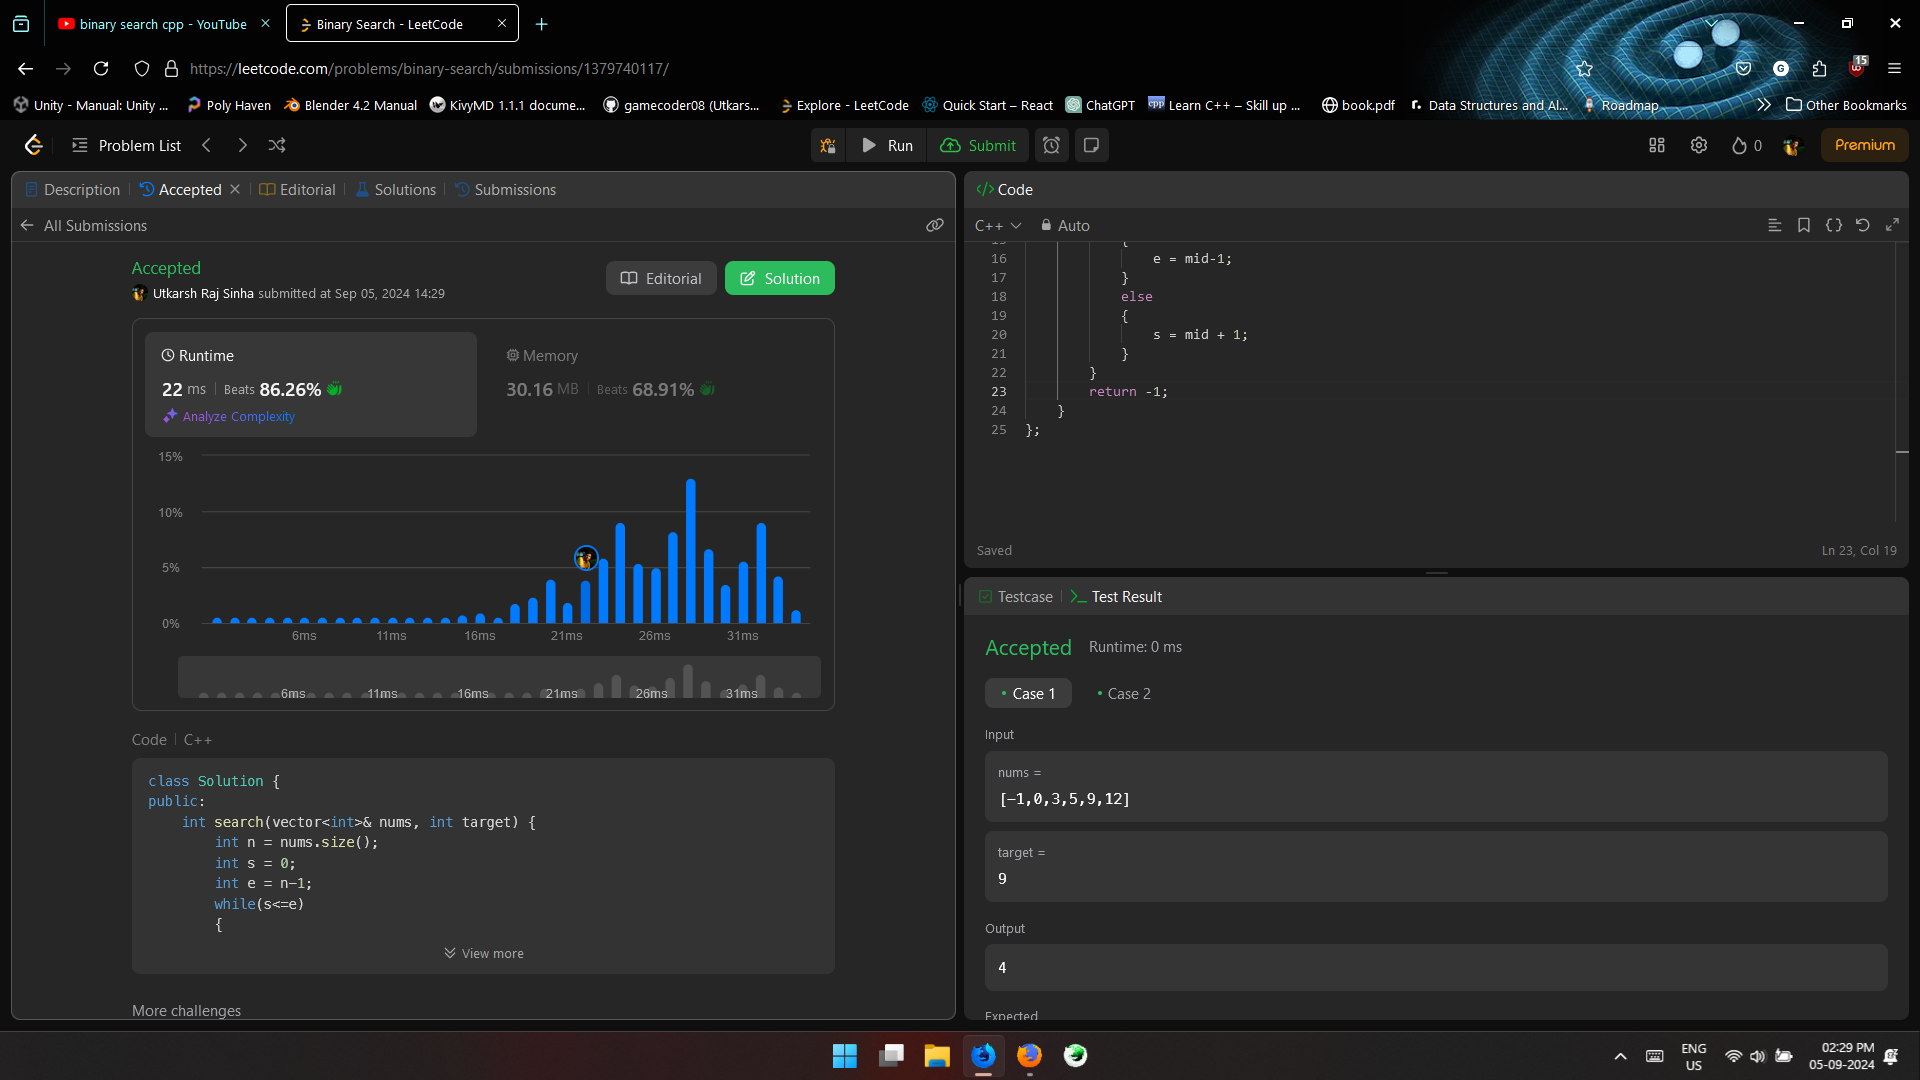 binary search cpp - YouTube
Binary Search - LeetCode
https://leetcode.com/problems/binary-search/submissions/1379740117/
15
Unity - Manual: Unity ...
Poly Haven
Blender 4.2 Manual
KivyMD 1.1.1 docume...
gamecoder08 (Utkars...
Explore - LeetCode
Quick Start – React
ChatGPT
Learn C++ – Skill up ...
book.pdf
Data Structures and Al...
Roadmap
Other Bookmarks
Problem List
Run
Submit
0
Premium
Description
Accepted
Editorial
Solutions
Submissions
All Submissions
Accepted
Utkarsh Raj Sinha submitted at Sep 05, 2024 14:29
Editorial
Solution
Runtime
22 ms
Beats 86.26%
Analyze Complexity
Memory
30.16 MB
Beats 68.91%
15%
10%
5%
0%
6ms
11ms
16ms
21ms
26ms
31ms
6ms
11ms
16ms
21ms
26ms
31ms
Code
C++
class Solution {
public:
int search(vector<int>& nums, int target) {
int n = nums.size();
int s = 0;
int e = n-1;
while(s<=e)
{
View more
More challenges
</> Code
C++
Auto
15 {
16 e = mid-1;
17 }
18 else
19 {
20 s = mid + 1;
21 }
22 }
23 return -1;
24 }
25 };
Saved
Ln 23, Col 19
Testcase
Test Result
Accepted
Runtime: 0 ms
Case 1
Case 2
Input
nums =
[-1,0,3,5,9,12]
target =
9
Output
4
Expected
ENG
US
02:29 PM
05-09-2024